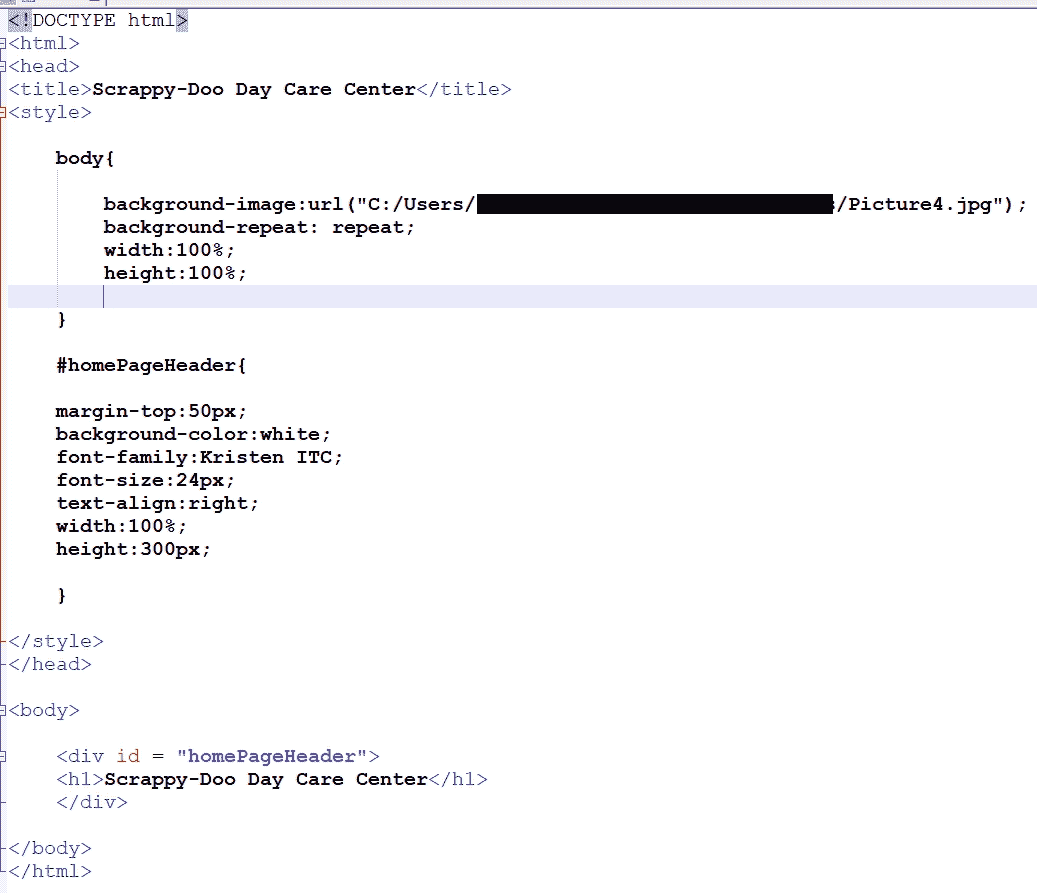 <!DOCTYPE html>
<html>
<head>
<title>Scrappy-Doo Day Care Center</title>
<style>
body{
background-image:url("C:/Users/ /Picture4.jpg");
background-repeat: repeat;
width:100%;
height:100%;
}
#homePageHeader{
margin-top:50px;
background-color:white;
font-family:Kristen ITC;
font-size:24px;
text-align:right;
width:100%;
height:300px;
}
</style>
</head>
<body>
<div id = "homePageHeader">
<h1>Scrappy-Doo Day Care Center</h1>
</div>
</body>
</html>